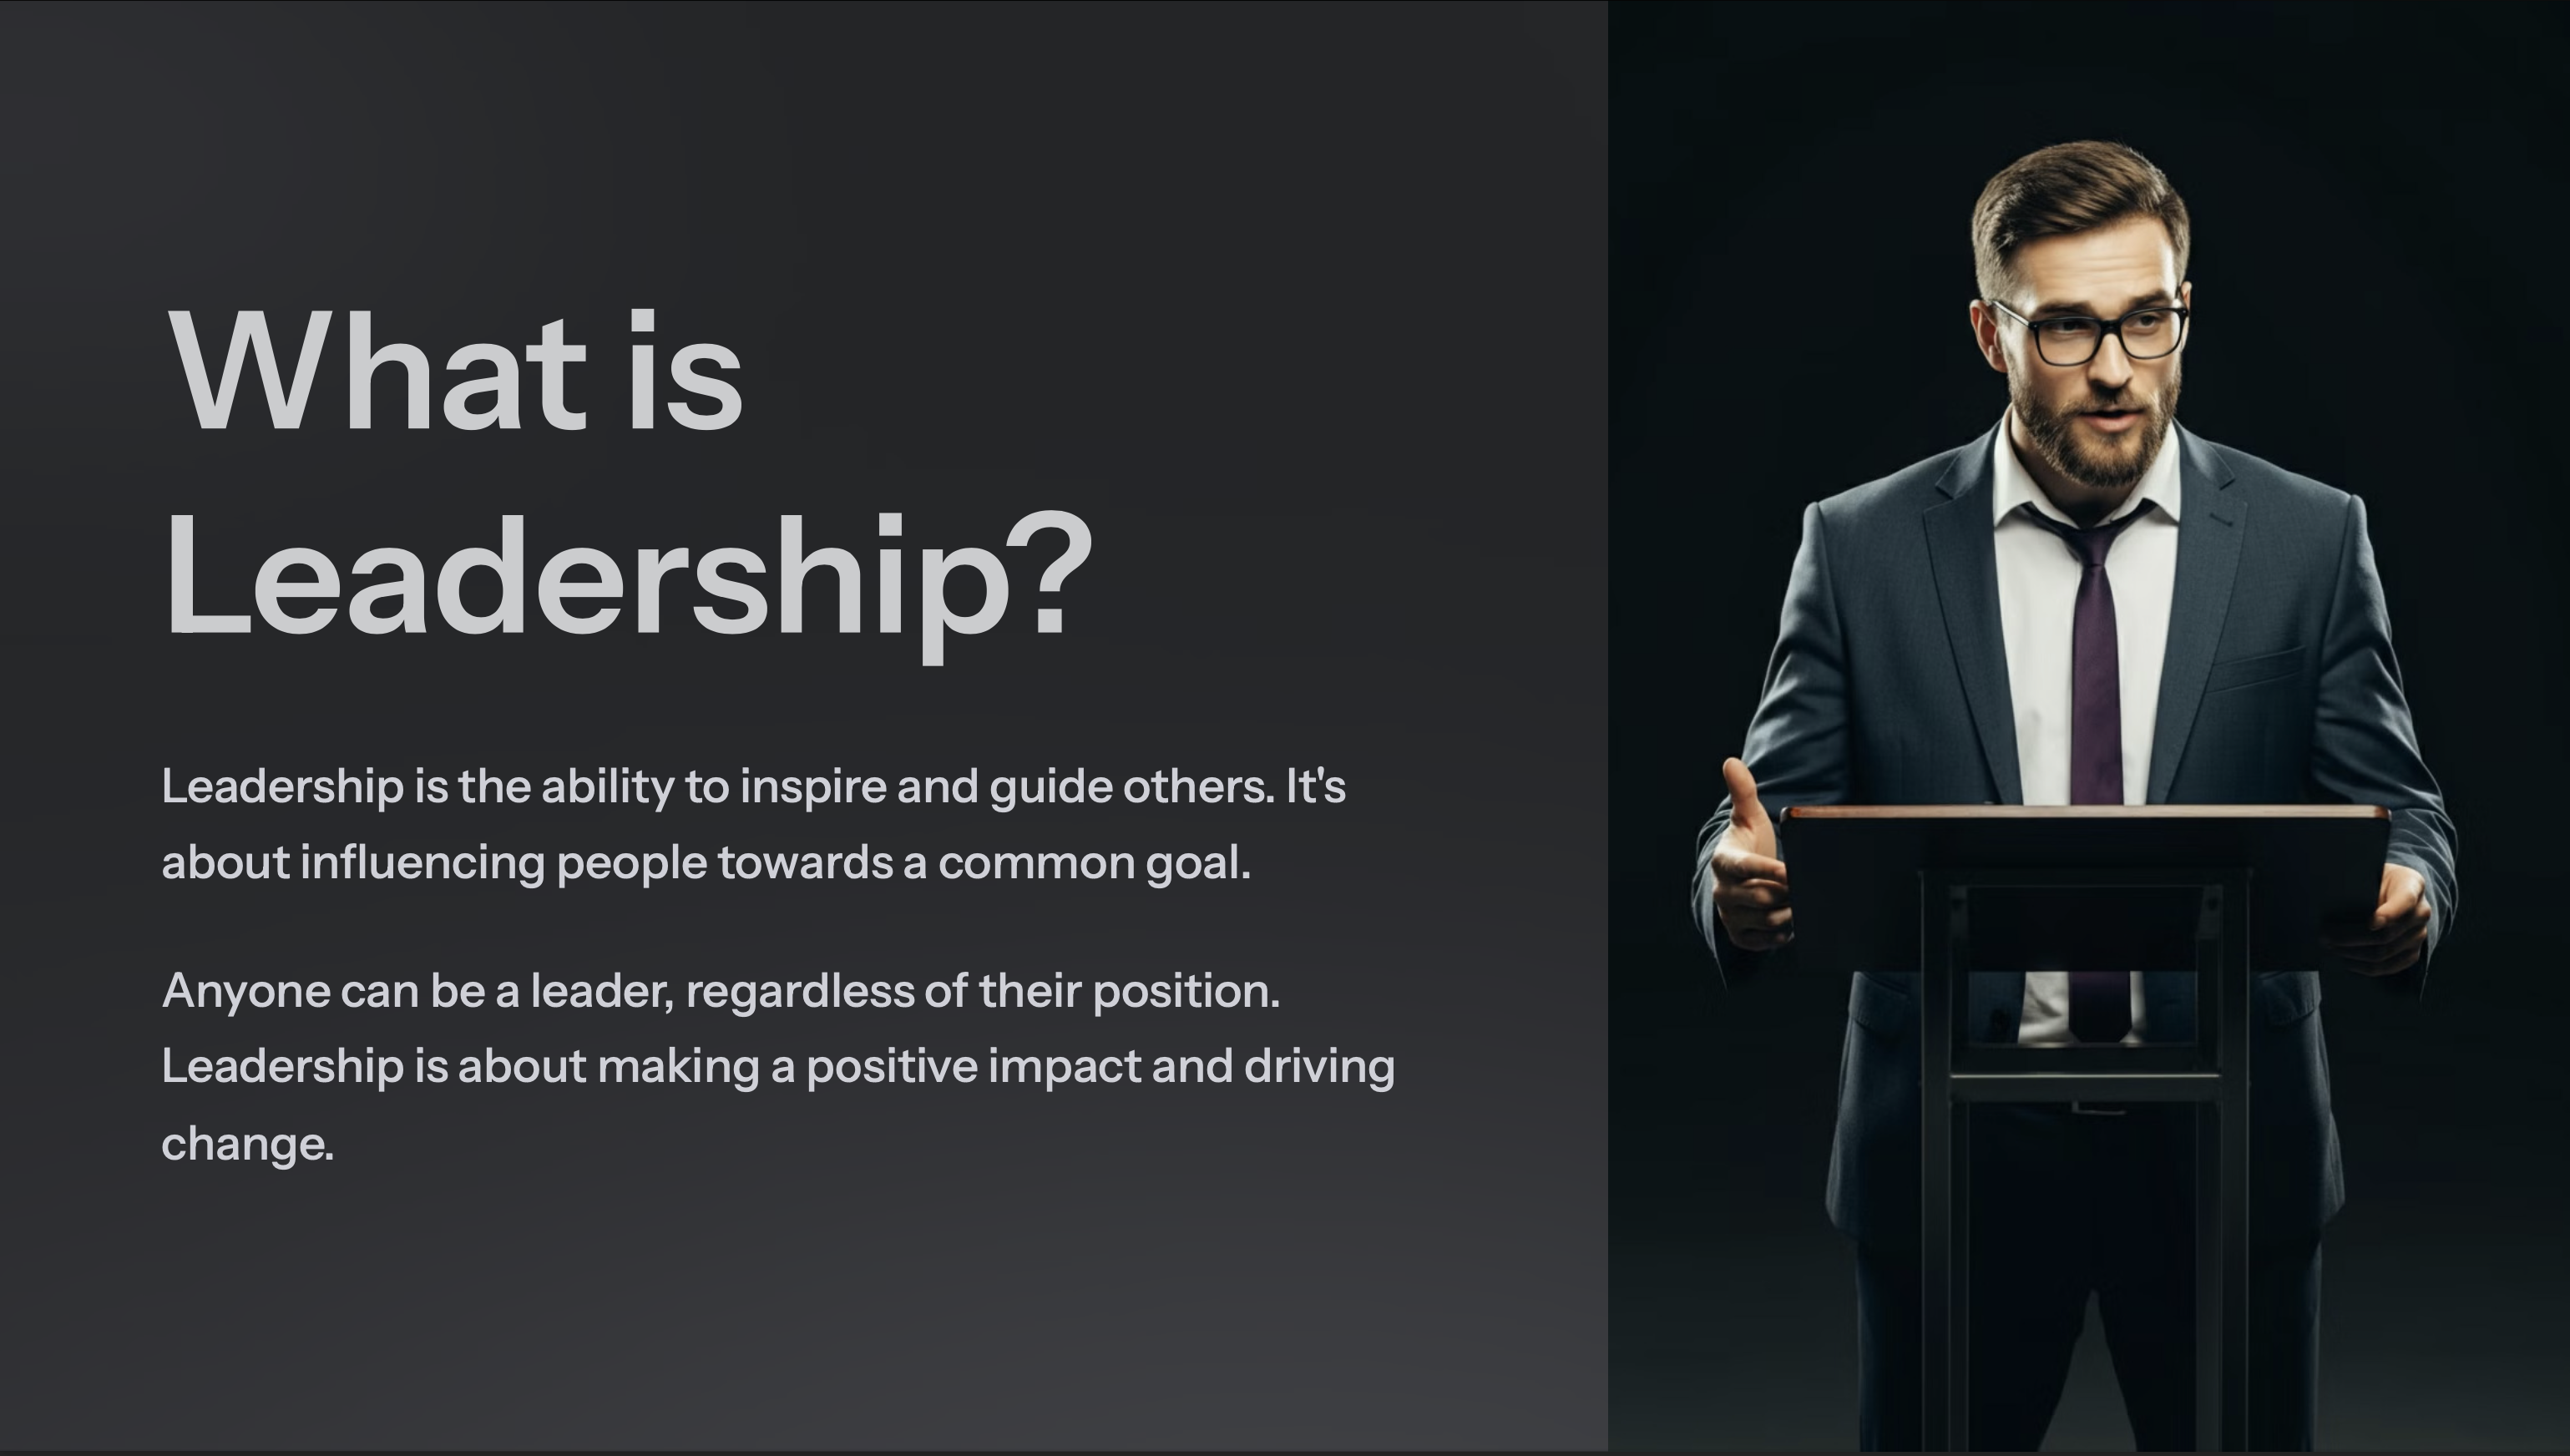 What is
Leadership?
Leadership is the ability to inspire and guide others. It's
about influencing people towards a common goal.
Anyone can be a leader, regardless of their position.
Leadership is about making a positive impact and driving
change.